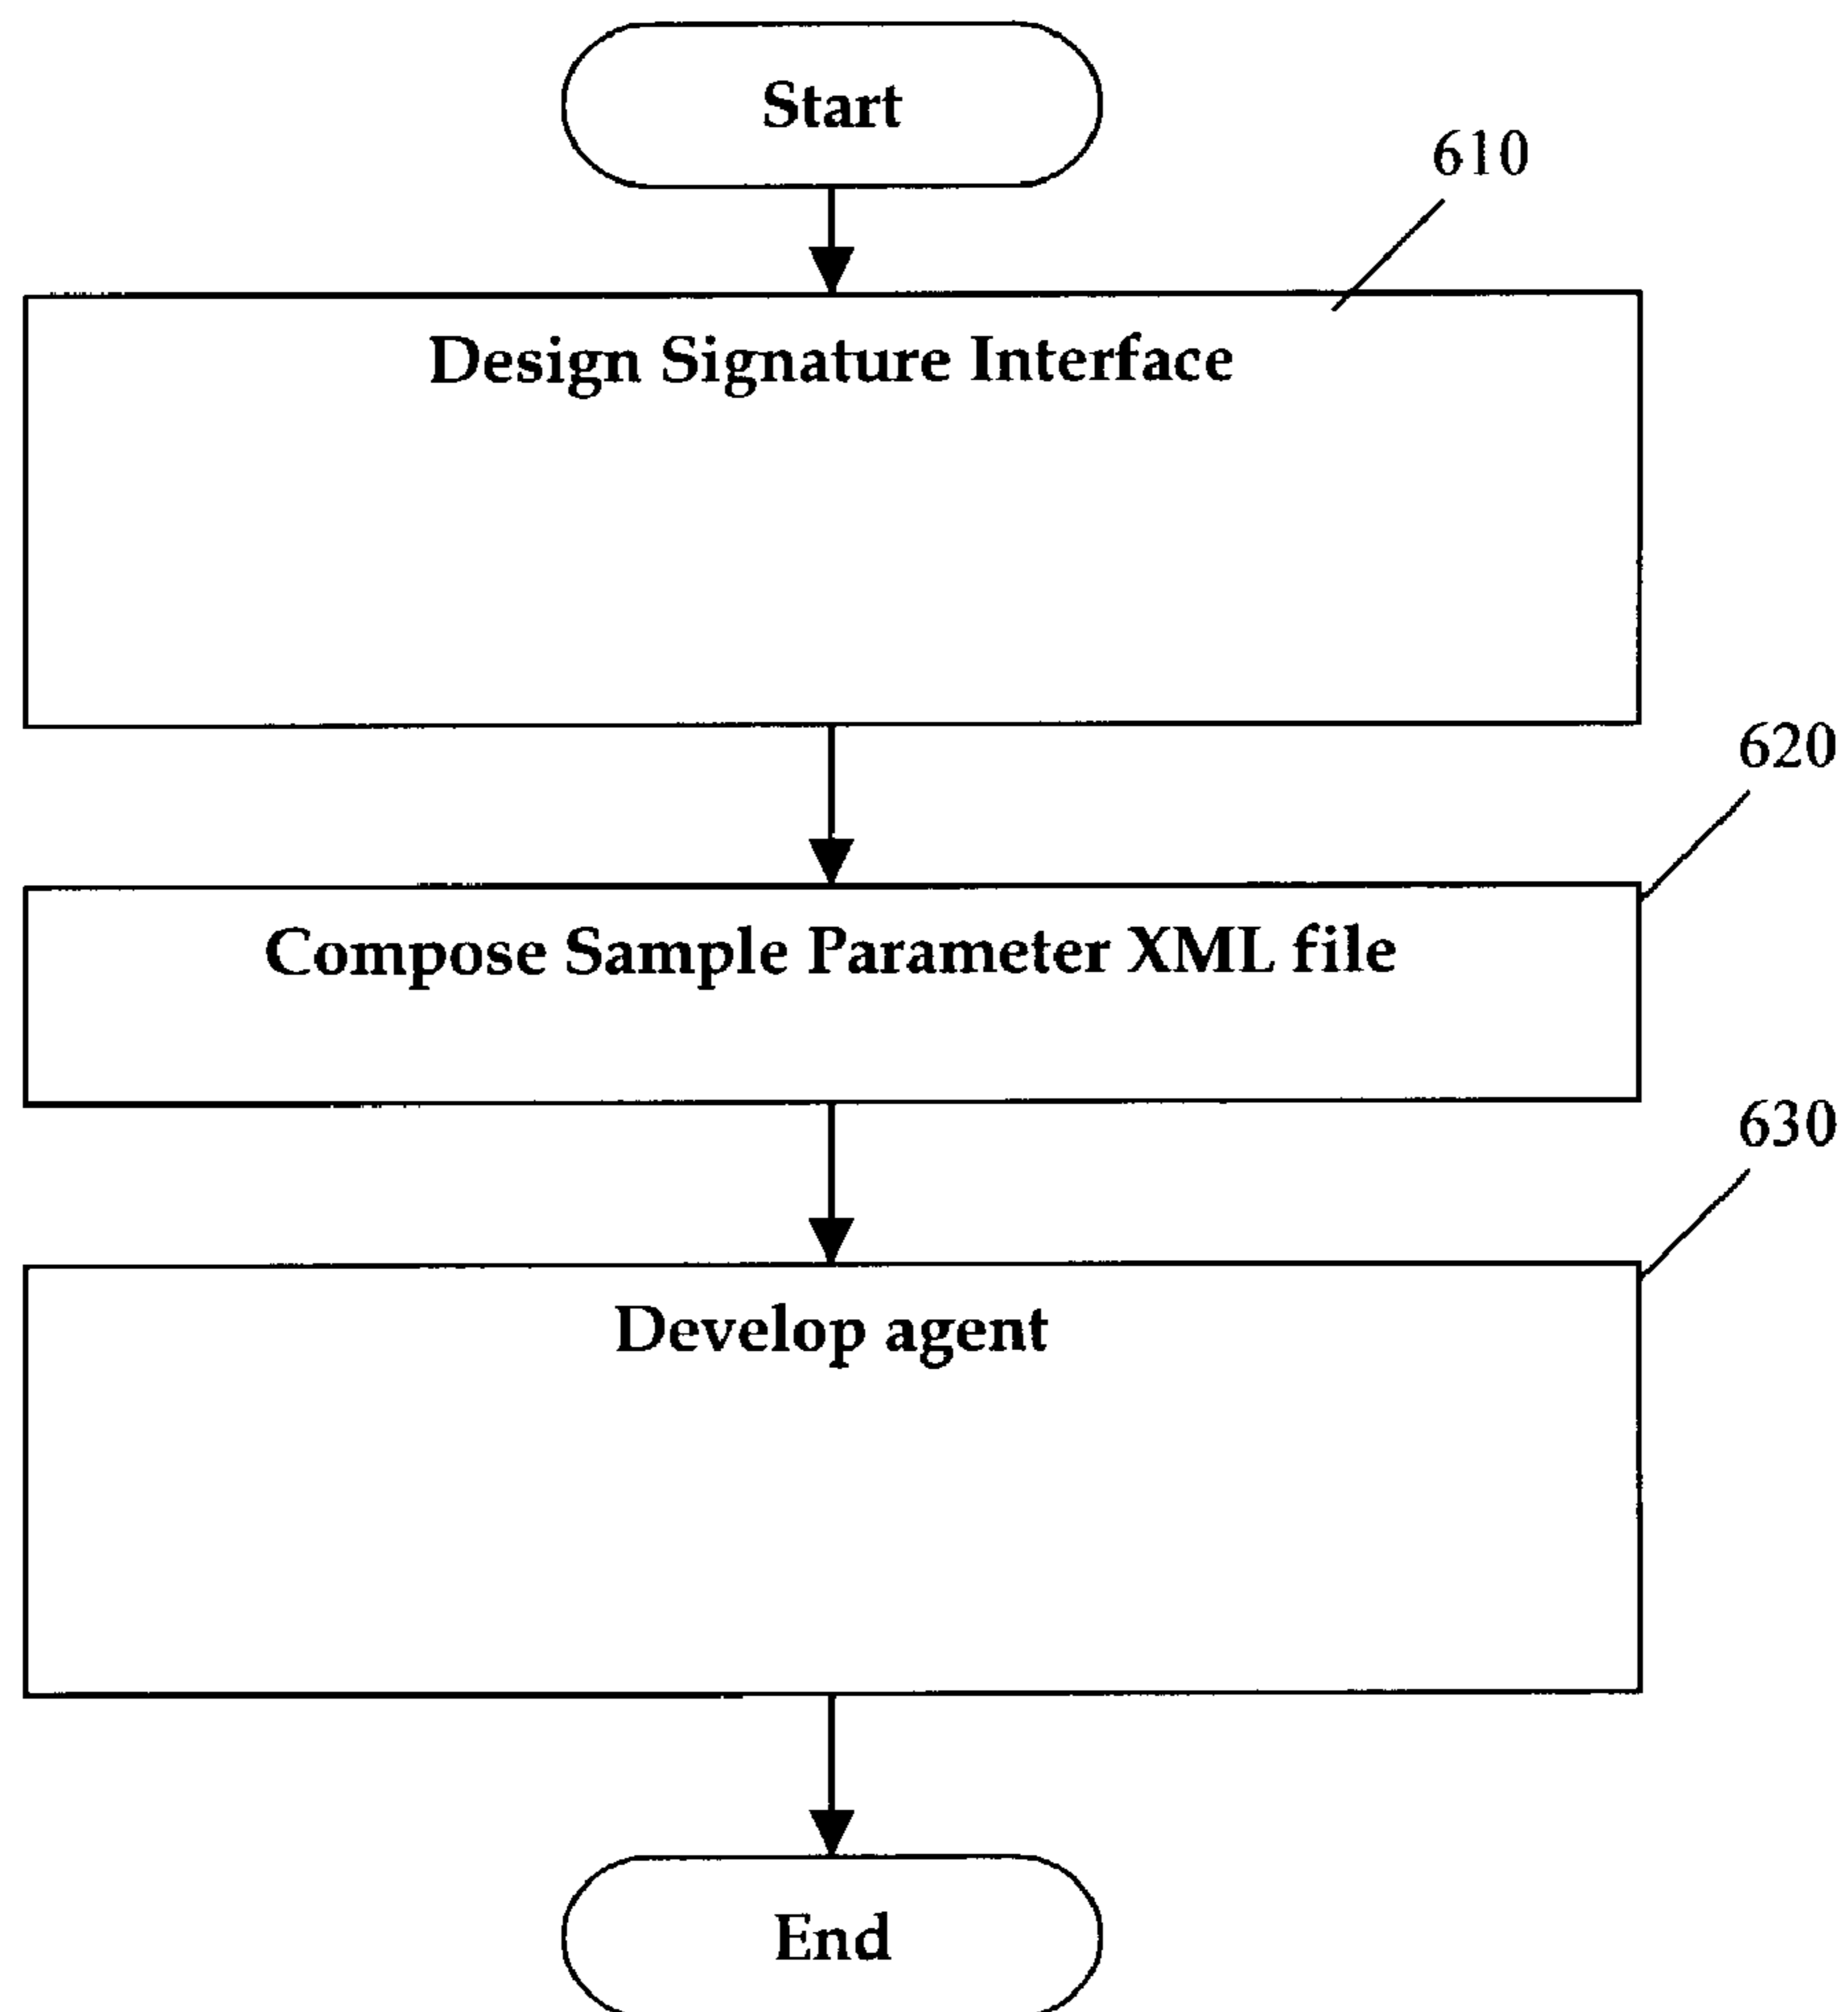 Start
610
Design Signature Interface
620
Compose Sample Parameter XML file
630
Develop agent
End